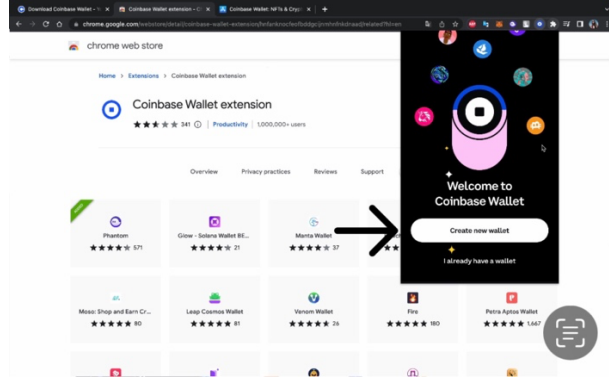 Download Coinbase Wallet -
Coinbase Wallet extension - C
Coinbase Wallet: NFTs & Cryp
chrome.google.com/webstore/detail/coinbase-wallet-extension/hnfanknocfeofbddgcijnmhnfnkdnaad/related?hl=en
chrome web store
Home > Extensions > Coinbase Wallet extension
Coinbase Wallet extension
341
Productivity
1,000,000+ users
Overview
Privacy practices
Reviews
Support
Welcome to
Coinbase Wallet
Create new wallet
I already have a wallet
Phantom
571
Glow - Solana Wallet BE...
21
Manta Wallet
37
Moso: Shop and Earn Cr...
80
Leap Cosmos Wallet
81
Venom Wallet
26
Fire
180
Petra Aptos Wallet
1,667